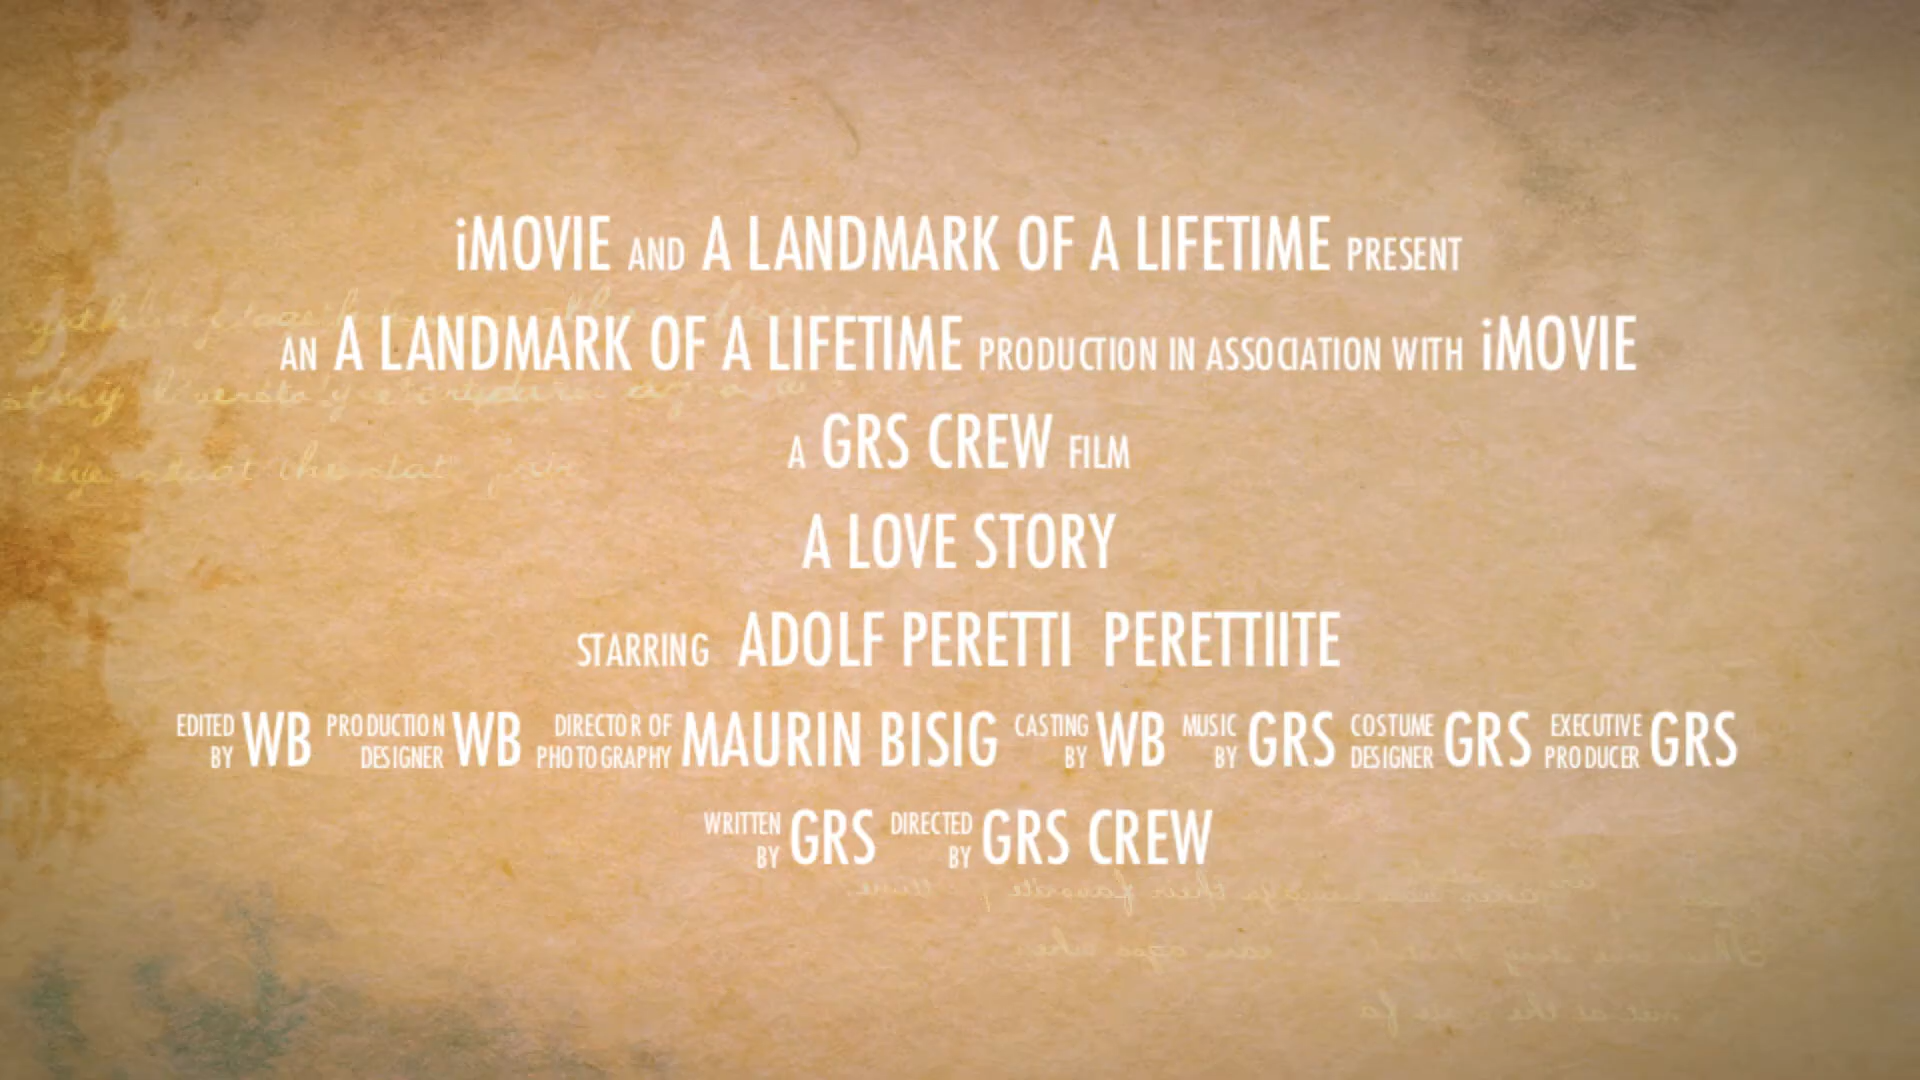 iMOVIE AND A LANDMARK OF A LIFETIME PRESENT
AN A LANDMARK OF A LIFETIME PRODUCTION IN ASSOCIATION WITH iMOVIE
A GRS CREW FILM
A LOVE STORY
STARRING ADOLF PERETTI PERETTIITE
EDITED BY WB PRODUCTION DESIGNER WB DIRECTOR OF PHOTOGRAPHY MAURIN BISIG CASTING BY WB MUSIC BY GRS COSTUME DESIGNER GRS EXECUTIVE PRODUCER GRS
WRITTEN BY GRS DIRECTED BY GRS CREW